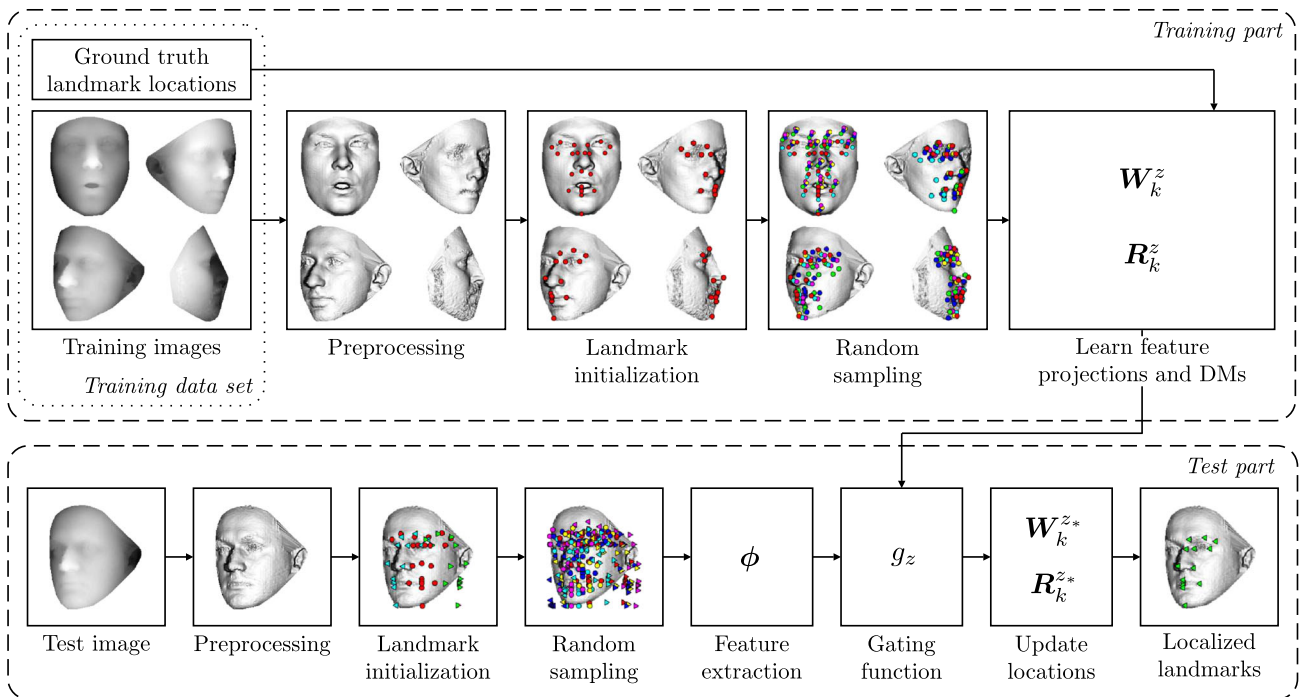 Training part
Ground truth
landmark locations
W_k^z
R_k^z
Training images
Preprocessing
Landmark
initialization
Random
sampling
Learn feature
projections and DMs
Training data set
Test part
ϕ
g_z
W_k^{z_*}
R_k^{z_*}
Test image
Preprocessing
Landmark
initialization
Random
sampling
Feature
extraction
Gating
function
Update
locations
Localized
landmarks